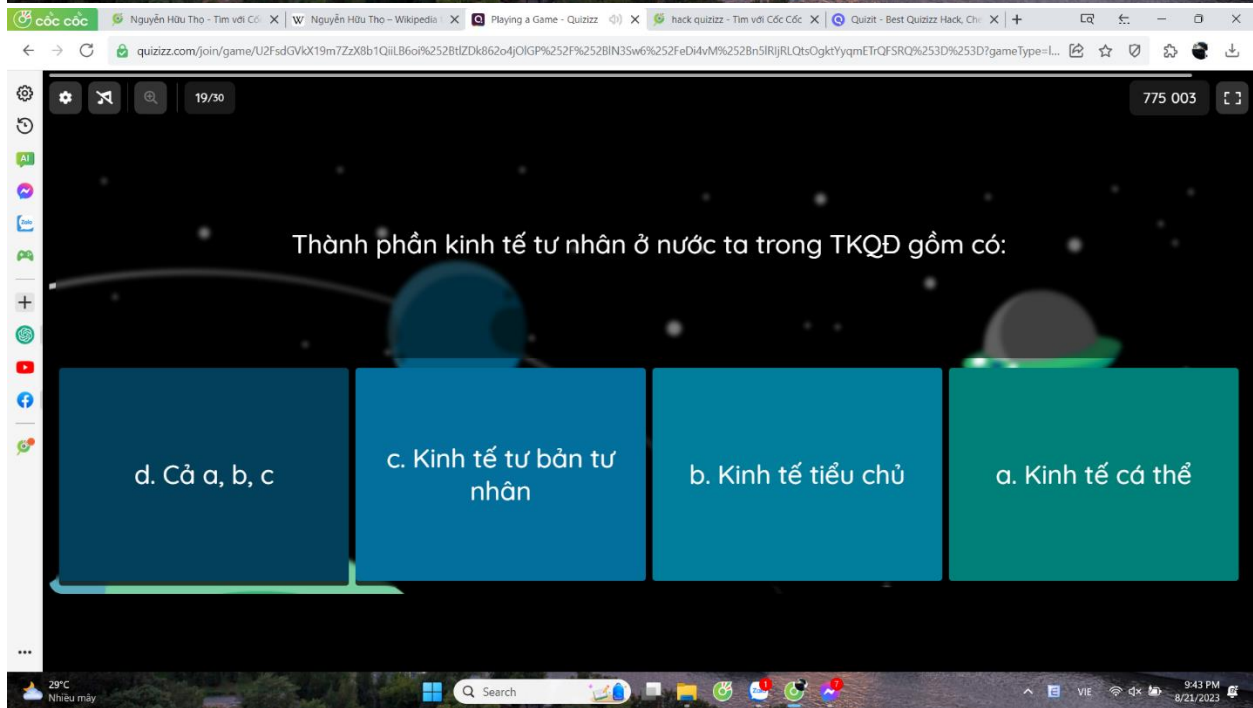 cốc cốc
Nguyễn Hữu Thọ - Tìm với Cố
Nguyễn Hữu Thọ – Wikipedia
Playing a Game - Quizizz
hack quizizz - Tìm với Cốc Cốc
Quizit - Best Quizizz Hack, Che
19/30
775 003
Thành phần kinh tế tư nhân ở nước ta trong TKQĐ gồm có:
d. Cả a, b, c
c. Kinh tế tư bản tư
nhân
b. Kinh tế tiểu chủ
a. Kinh tế cá thể
AI
Zalo
29°C
Nhiều mây
Search
VIE
9:43 PM
8/21/2023